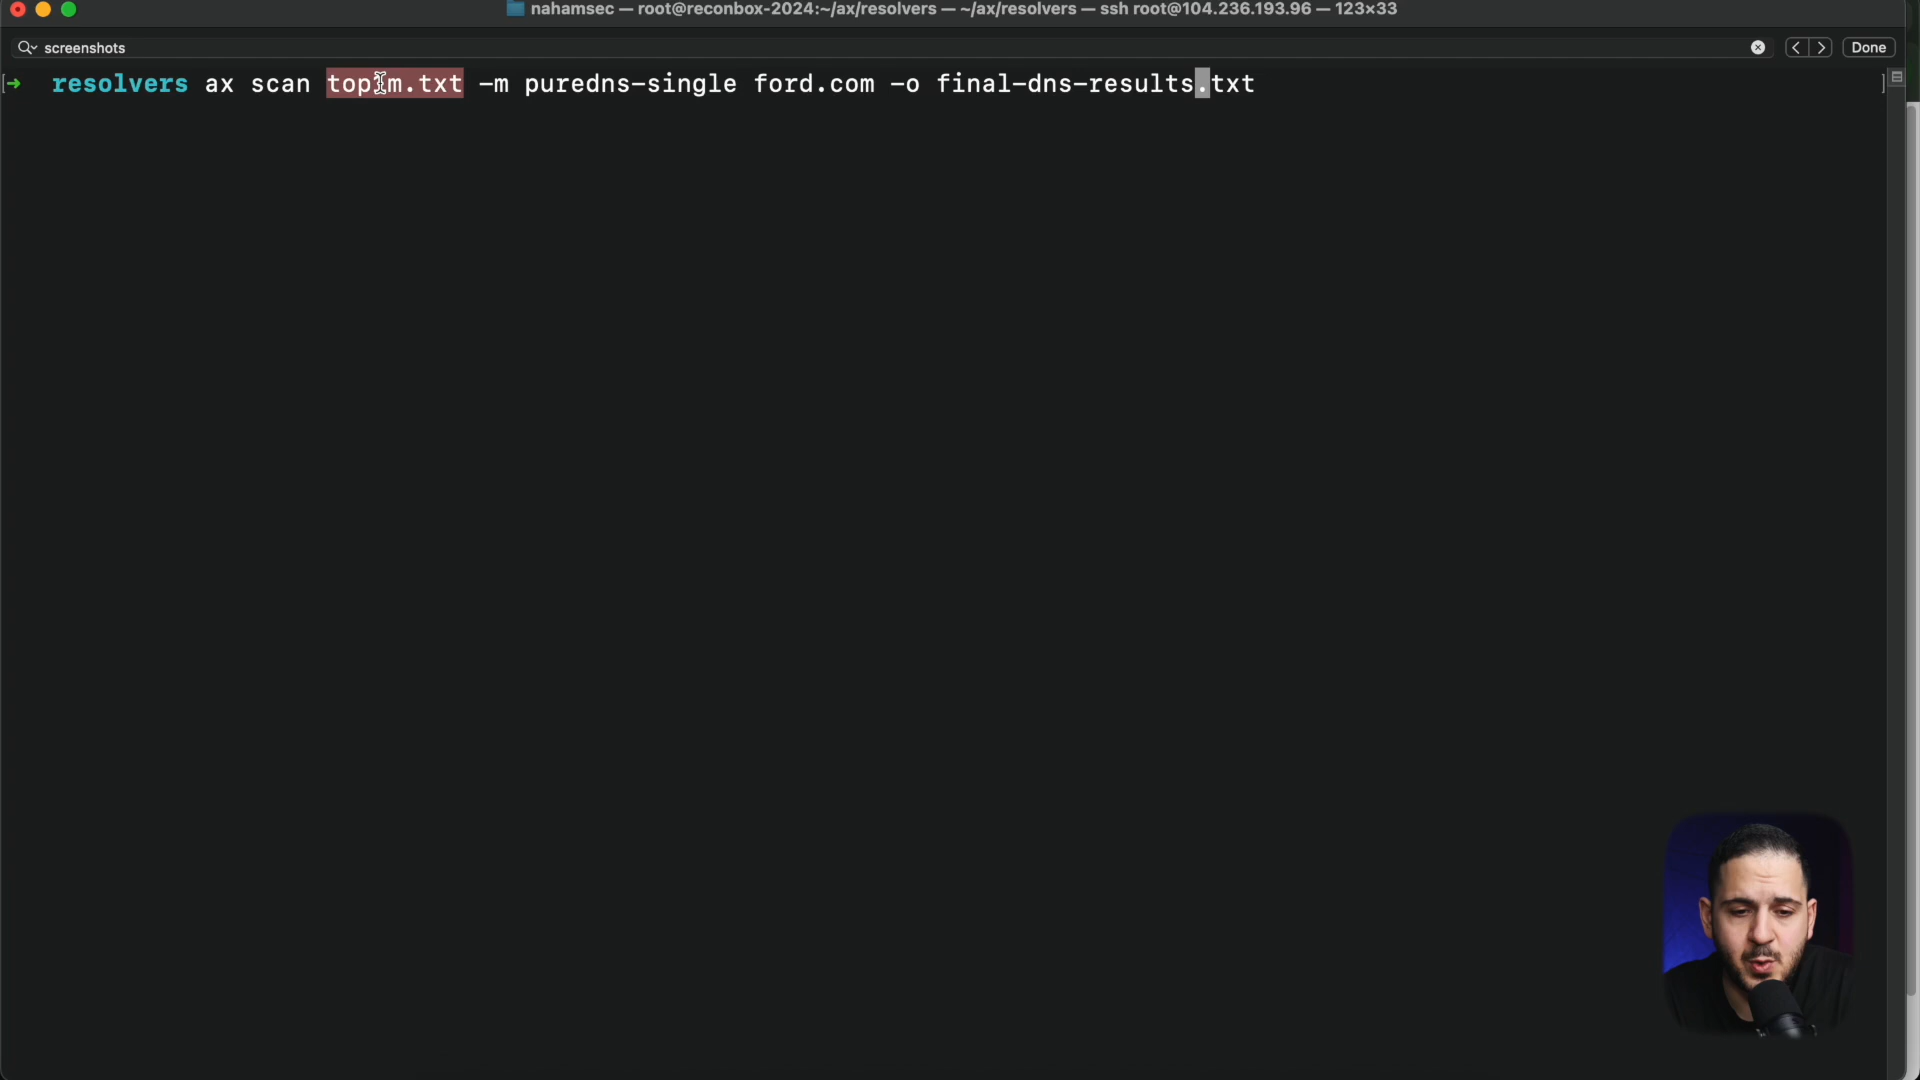 nahamsec — root@reconbox-2024:~/ax/resolvers — ~/ax/resolvers — ssh root@104.236.193.96 — 123×33
screenshots
Done
[➜ resolvers ax scan top1m.txt -m puredns-single ford.com -o final-dns-results.txt ]